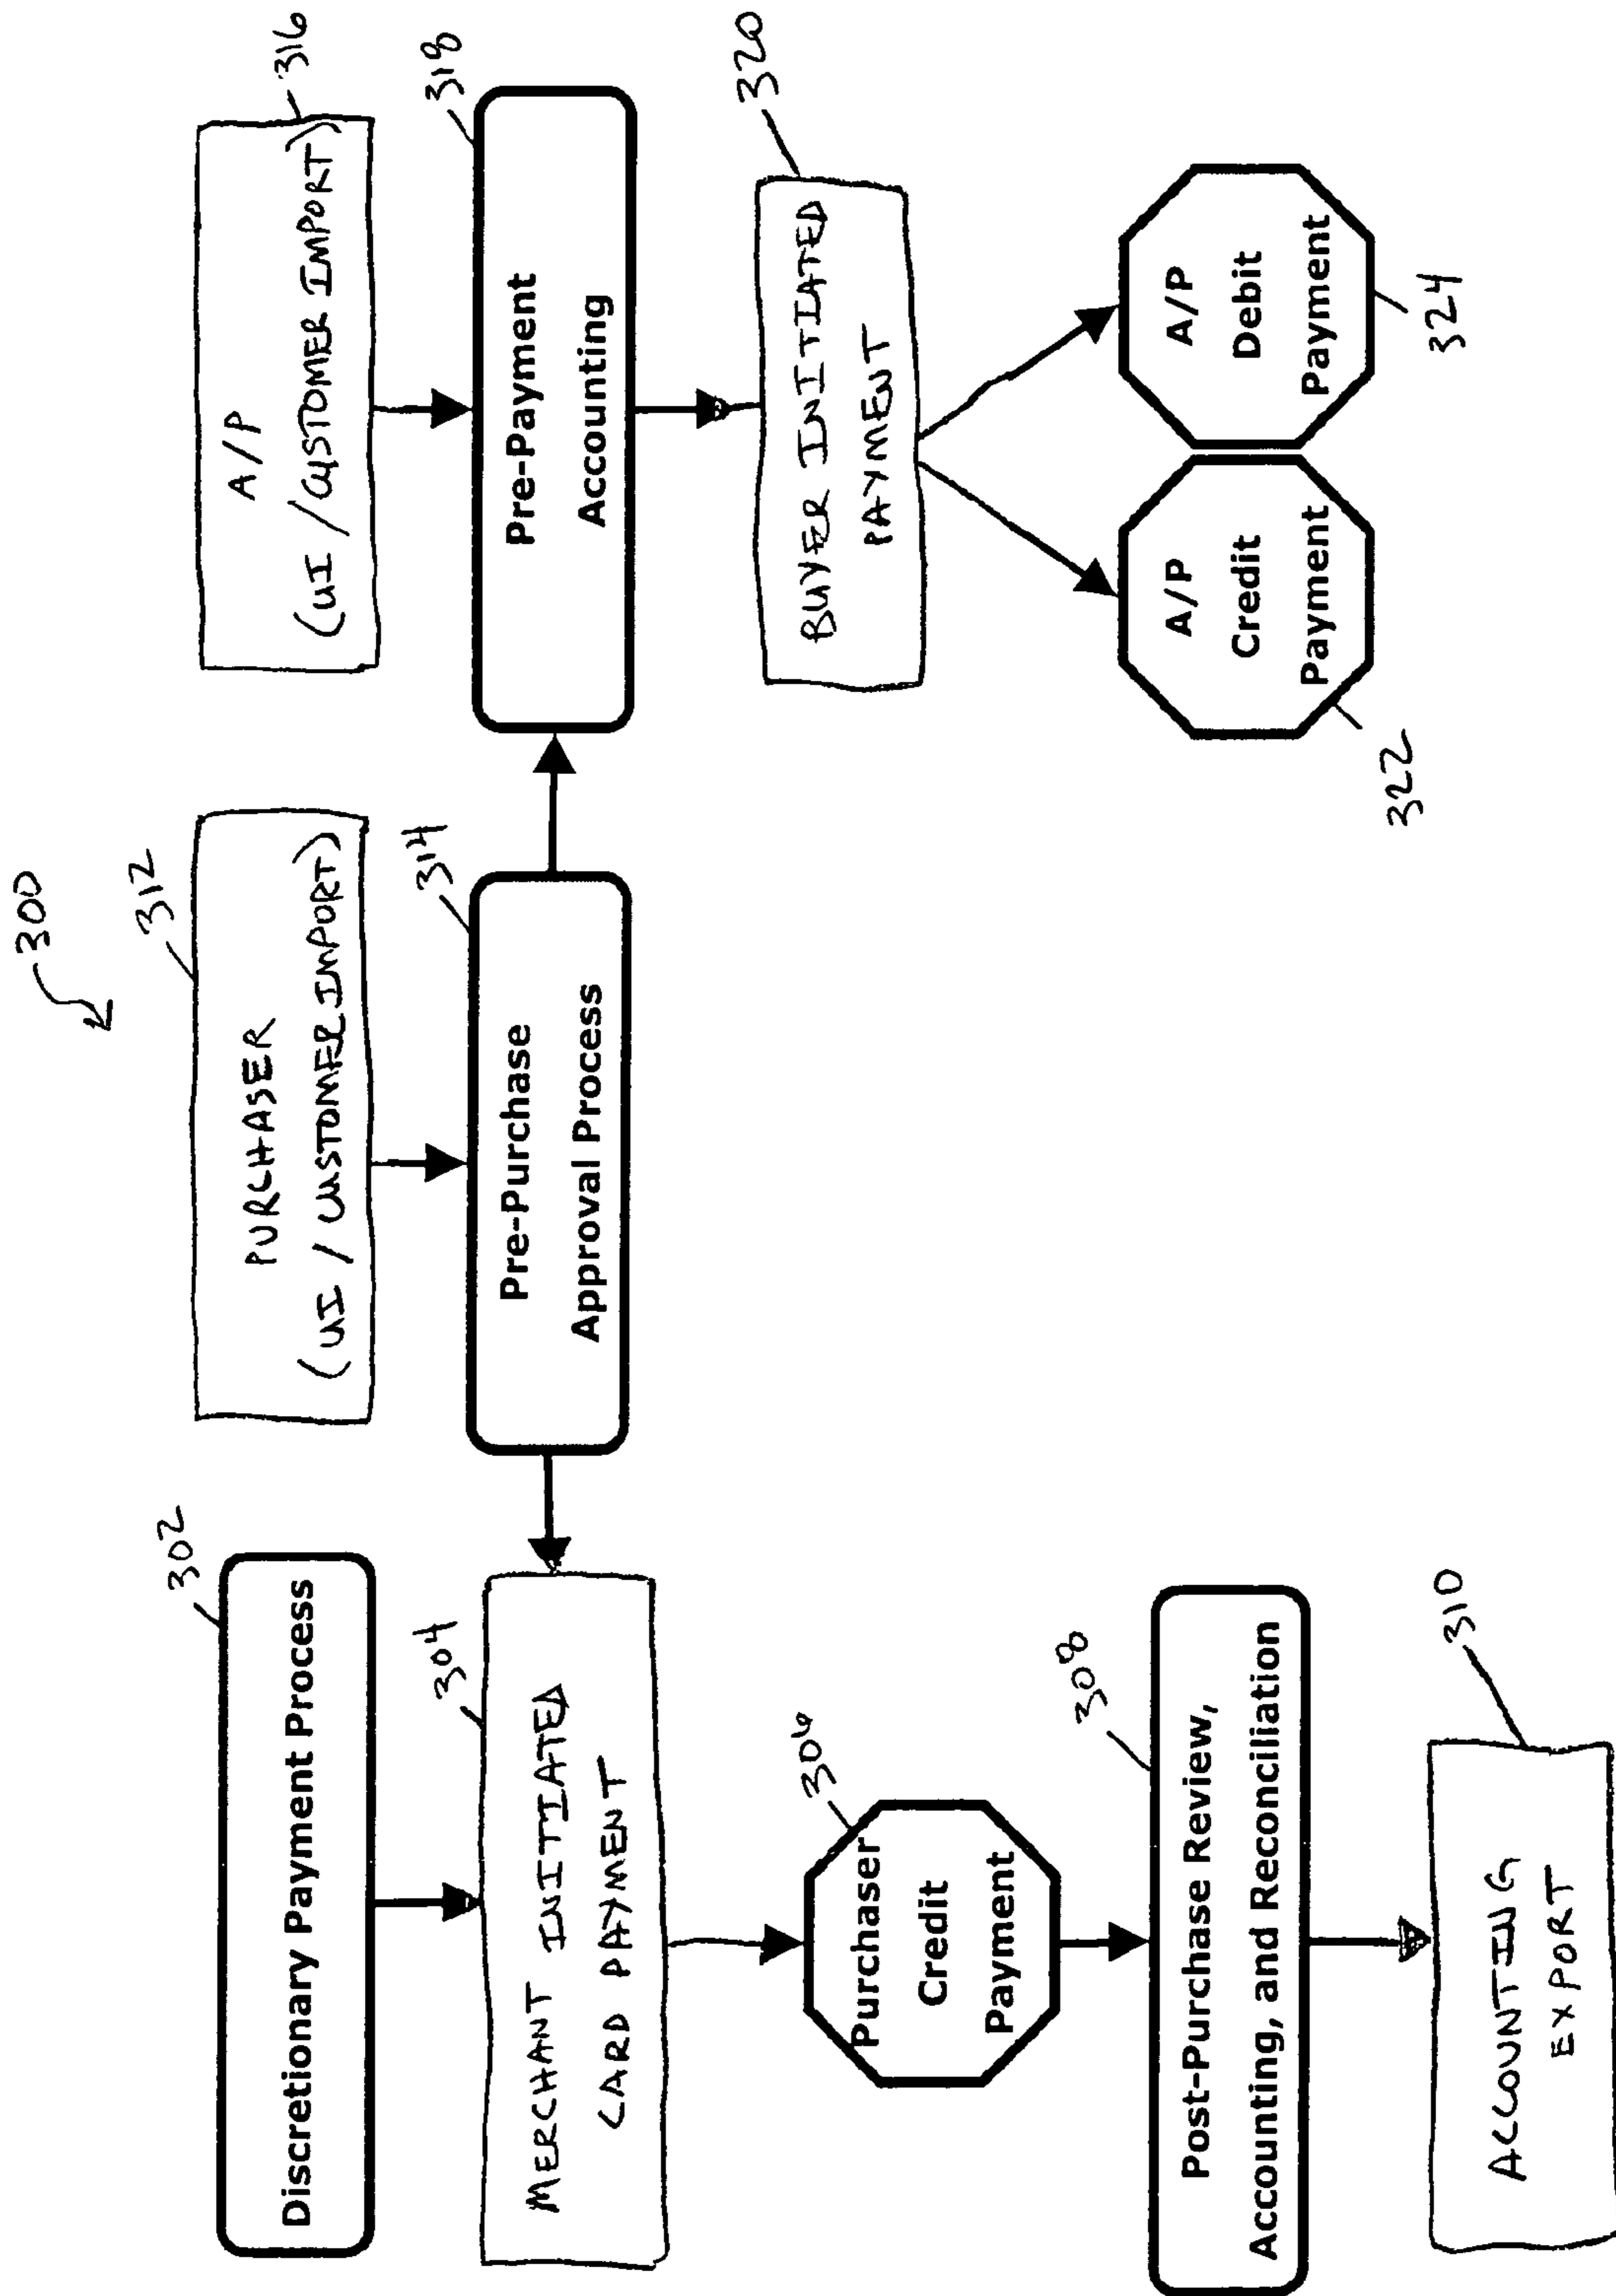 300
302
Discretionary Payment Process
304
MERCHANT INITIATED
CARD PAYMENT
306
Purchaser
Credit
Payment
308
Post-Purchase Review,
Accounting, and Reconciliation
310
ACCOUNTING
EXPORT
312
PURCHASER
(UI / CUSTOMER IMPORT)
314
Pre-Purchase
Approval Process
316
A/P
(UI / CUSTOMER IMPORT)
318
Pre-Payment
Accounting
320
BUYER INITIATED
PAYMENT
A/P
Credit
Payment
322
A/P
Debit
Payment
324